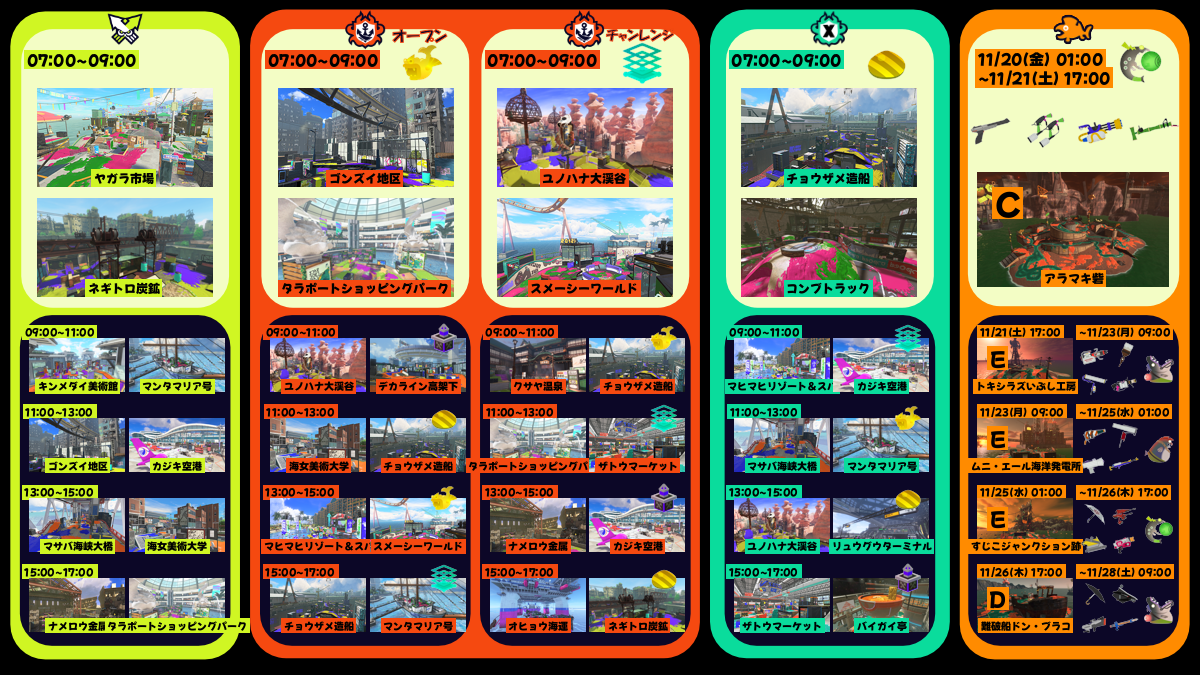 07:00~09:00
ヤガラ市場
ネギトロ炭鉱
09:00~11:00
キンメダイ美術館
マンタマリア号
11:00~13:00
ゴンズイ地区
カジキ空港
13:00~15:00
マサバ海峡大橋
海女美術大学
15:00~17:00
ナメロウ金属
タラポートショッピングパーク
オープン
07:00~09:00
ゴンズイ地区
タラポートショッピングパーク
09:00~11:00
ユノハナ大渓谷
デカライン高架下
11:00~13:00
海女美術大学
チョウザメ造船
13:00~15:00
マヒマヒリゾート&スパ
スメーシーワールド
15:00~17:00
チョウザメ造船
マンタマリア号
チャレンジ
07:00~09:00
ユノハナ大渓谷
スメーシーワールド
09:00~11:00
クサヤ温泉
チョウザメ造船
11:00~13:00
タラポートショッピングパ
ザトウマーケット
13:00~15:00
ナメロウ金属
カジキ空港
15:00~17:00
オヒョウ海運
ネギトロ炭鉱
X
07:00~09:00
チョウザメ造船
コンブトラック
09:00~11:00
マヒマヒリゾート&スパ
カジキ空港
11:00~13:00
マサバ海峡大橋
マンタマリア号
13:00~15:00
ユノハナ大渓谷
リュウグウターミナル
15:00~17:00
ザトウマーケット
バイガイ亭
11/20(金) 01:00
~11/21(土) 17:00
C
アラマキ砦
11/21(土) 17:00 ~11/23(月) 09:00
E
トキシラズいぶし工房
11/23(月) 09:00 ~11/25(水) 01:00
E
ムニ・エール海洋発電所
11/25(水) 01:00 ~11/26(木) 17:00
E
すじこジャンクション跡
11/26(木) 17:00 ~11/28(土) 09:00
D
難破船ドン・ブラコ